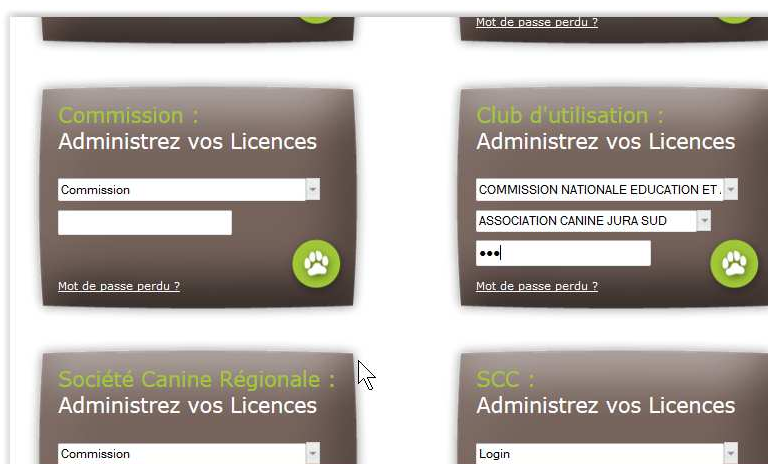 Mot de passe perdu ?
Commission :
Administrez vos Licences
Commission
Mot de passe perdu ?
Club d'utilisation :
Administrez vos Licences
COMMISSION NATIONALE EDUCATION ET .
ASSOCIATION CANINE JURA SUD
•••
Mot de passe perdu ?
Société Canine Régionale :
Administrez vos Licences
Commission
SCC :
Administrez vos Licences
Login